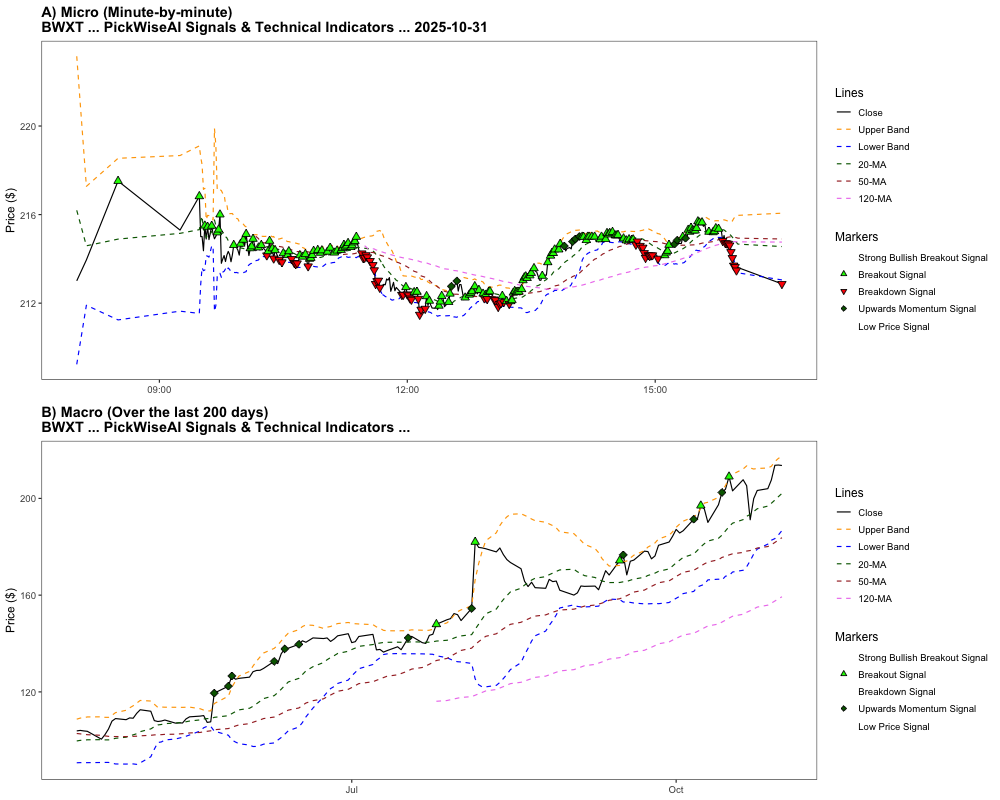 A) Micro (Minute-by-minute)
BWXT ... PickWiseAI Signals & Technical Indicators ... 2025-10-31
Price ($)
220
216
212
09:00
12:00
15:00
Lines
Close
Upper Band
Lower Band
20-MA
50-MA
120-MA
Markers
Strong Bullish Breakout Signal
Breakout Signal
Breakdown Signal
Upwards Momentum Signal
Low Price Signal
B) Macro (Over the last 200 days)
BWXT ... PickWiseAI Signals & Technical Indicators ...
Price ($)
200
160
120
Jul
Oct
Lines
Close
Upper Band
Lower Band
20-MA
50-MA
120-MA
Markers
Strong Bullish Breakout Signal
Breakout Signal
Breakdown Signal
Upwards Momentum Signal
Low Price Signal